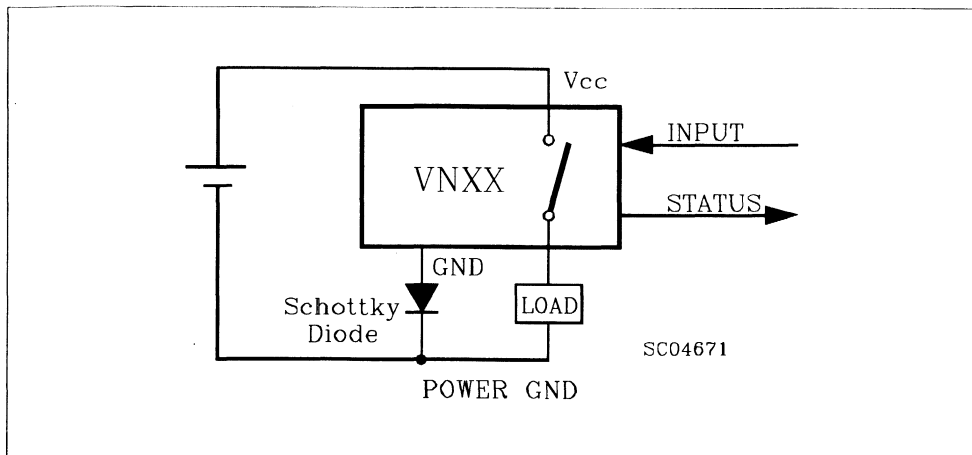 Vcc
INPUT
VNXX
STATUS
GND
Schottky
Diode
LOAD
SC04671
POWER GND